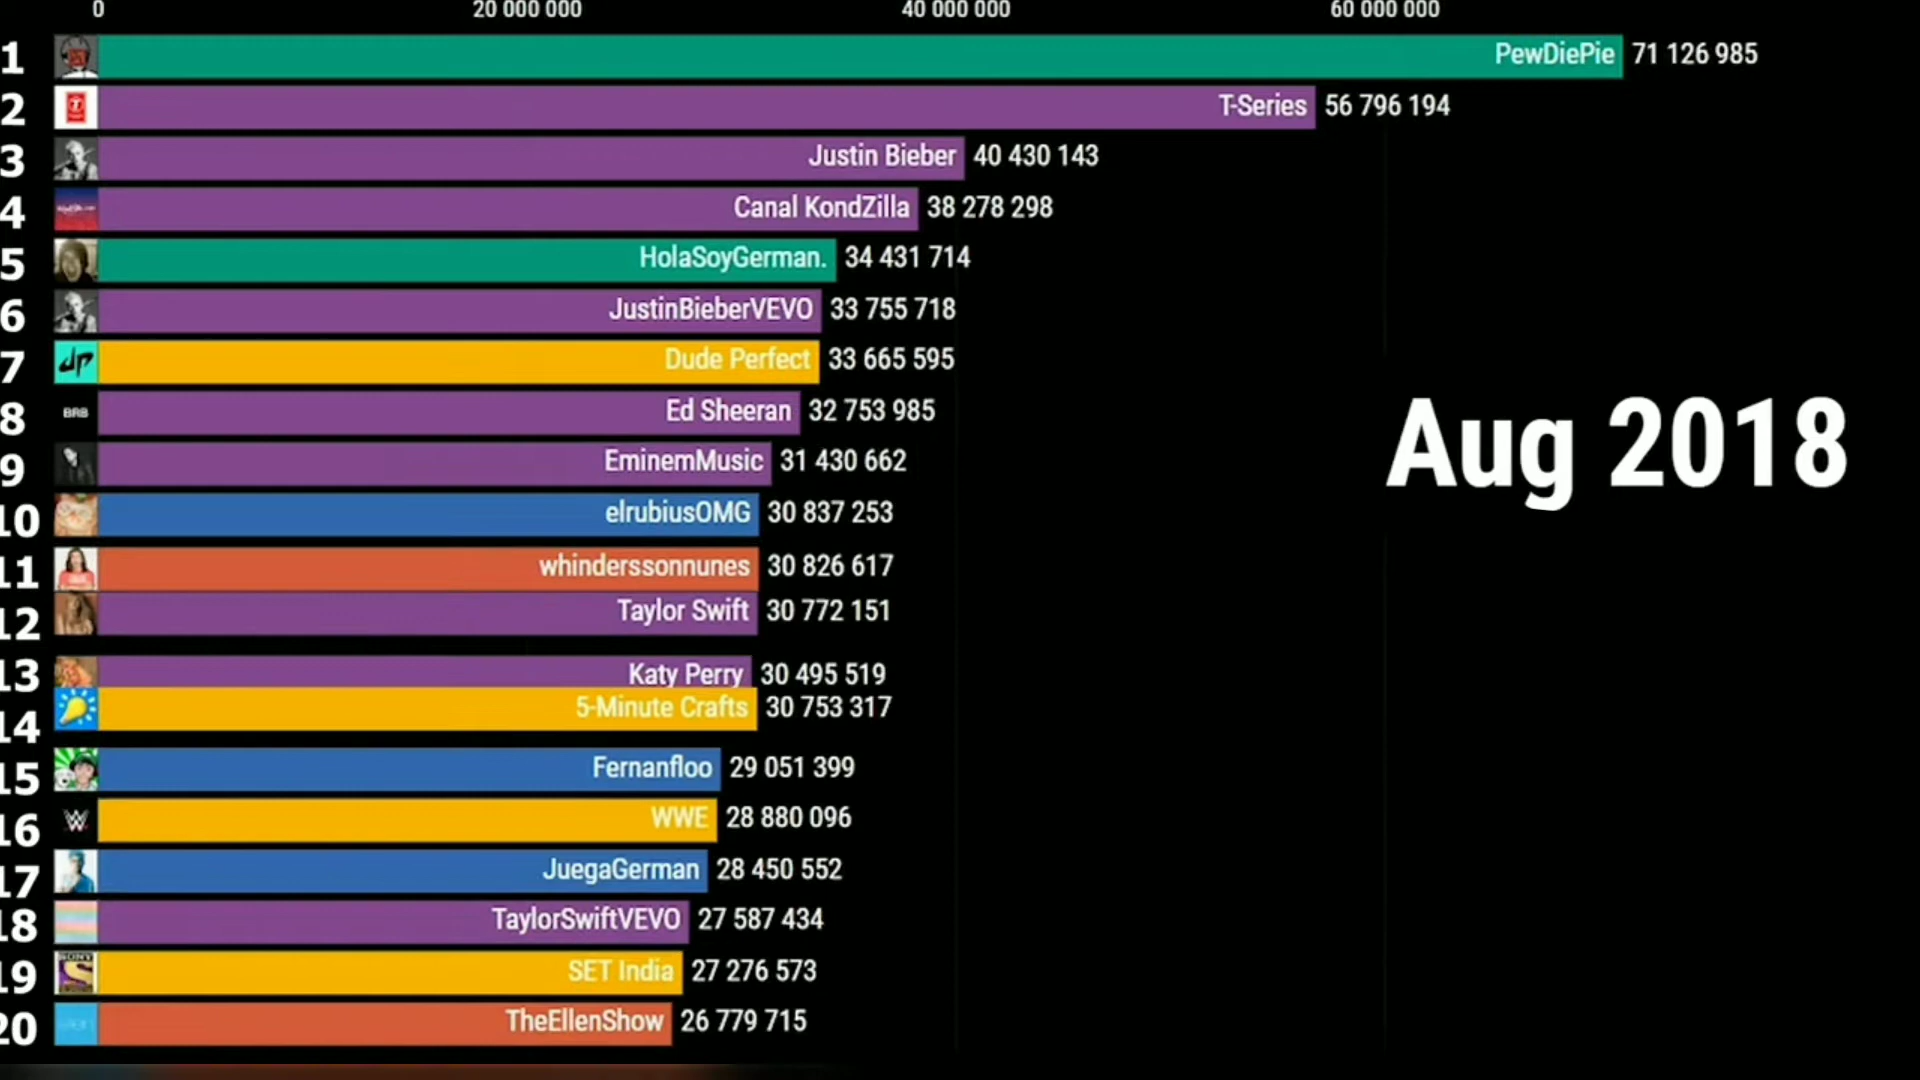 0 20 000 000 40 000 000 60 000 000
1 PewDiePie 71 126 985
2 T-Series 56 796 194
3 Justin Bieber 40 430 143
4 Canal KondZilla 38 278 298
5 HolaSoyGerman. 34 431 714
6 JustinBieberVEVO 33 755 718
7 dp Dude Perfect 33 665 595
8 BRB Ed Sheeran 32 753 985
9 EminemMusic 31 430 662
Aug 2018
10 elrubiusOMG 30 837 253
11 whinderssonnunes 30 826 617
12 Taylor Swift 30 772 151
13 Katy Perry 30 495 519
14 5-Minute Crafts 30 753 317
15 Fernanfloo 29 051 399
16 W WWE 28 880 096
17 JuegaGerman 28 450 552
18 TaylorSwiftVEVO 27 587 434
19 SONY SET India 27 276 573
20 TheEllenShow 26 779 715